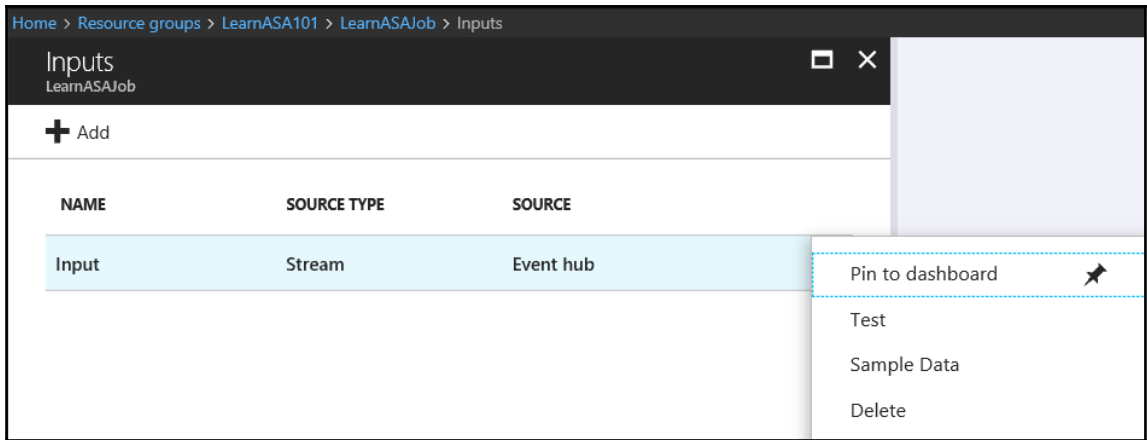 Home > Resource groups > LearnASA101 > LearnASAJob > Inputs
Inputs
LearnASAJob
Add
NAME SOURCE TYPE SOURCE
Input Stream Event hub
Pin to dashboard
Test
Sample Data
Delete